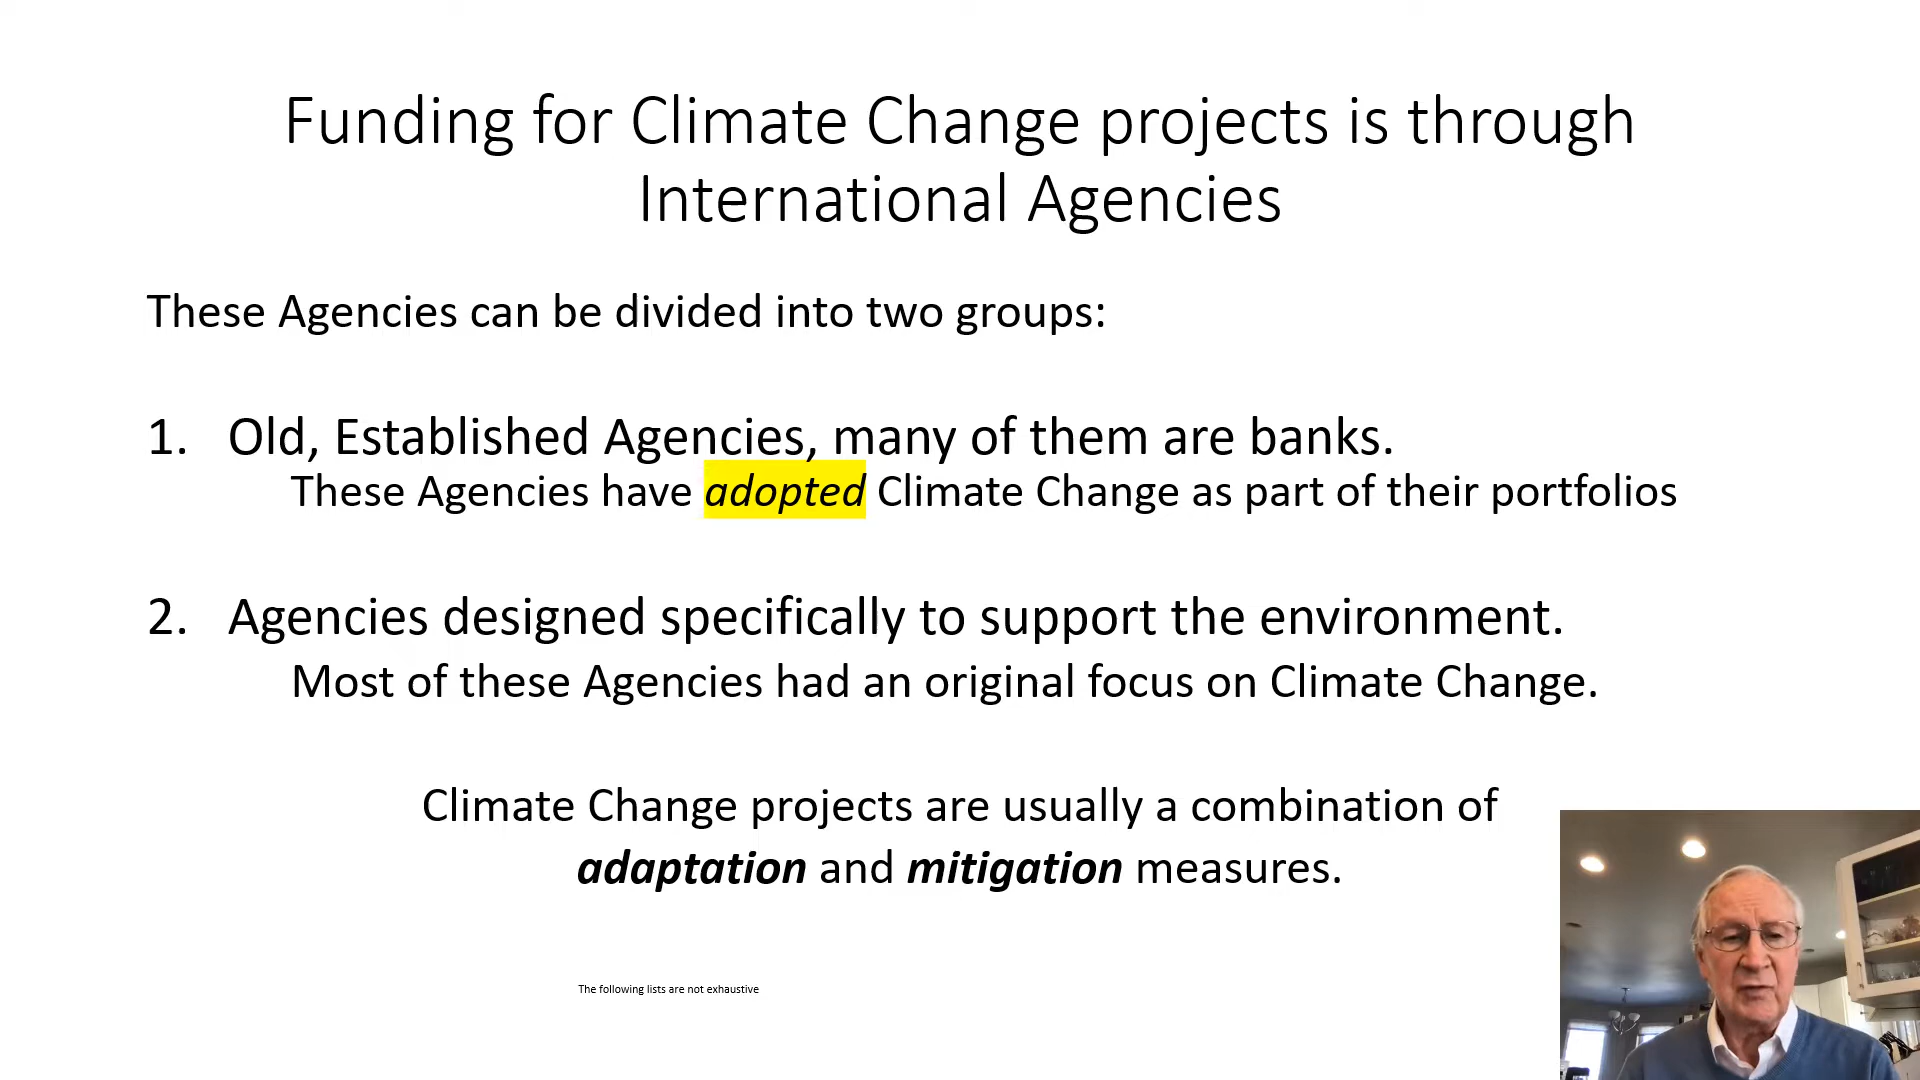 Funding for Climate Change projects is through
International Agencies
These Agencies can be divided into two groups:
1. Old, Established Agencies, many of them are banks.
These Agencies have adopted Climate Change as part of their portfolios
2. Agencies designed specifically to support the environment.
Most of these Agencies had an original focus on Climate Change.
Climate Change projects are usually a combination of
adaptation and mitigation measures.
The following lists are not exhaustive